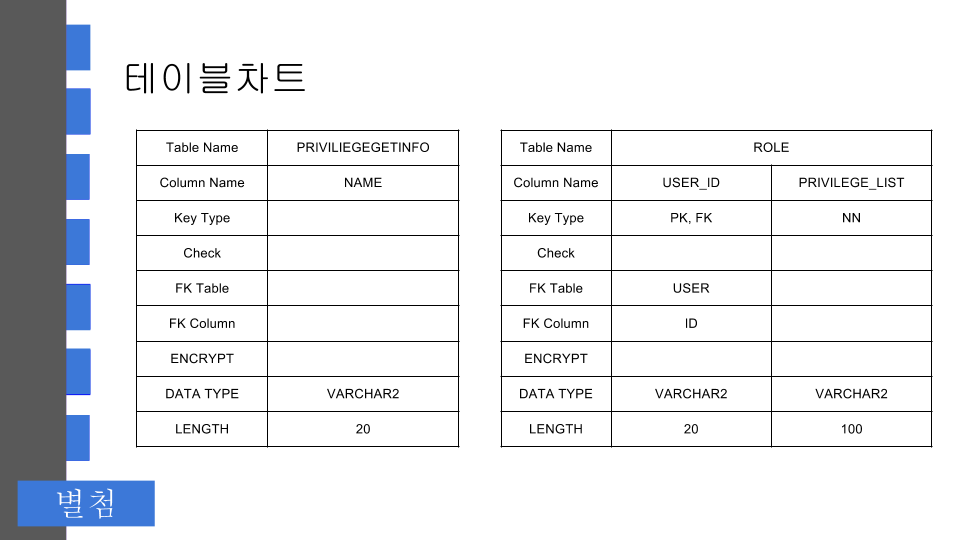 테이블차트
Table Name PRIVILIEGEGETINFO
Column Name NAME
Key Type
Check
FK Table
FK Column
ENCRYPT
DATA TYPE VARCHAR2
LENGTH 20
Table Name ROLE
Column Name USER_ID PRIVILEGE_LIST
Key Type PK, FK NN
Check
FK Table USER
FK Column ID
ENCRYPT
DATA TYPE VARCHAR2 VARCHAR2
LENGTH 20 100
별첨